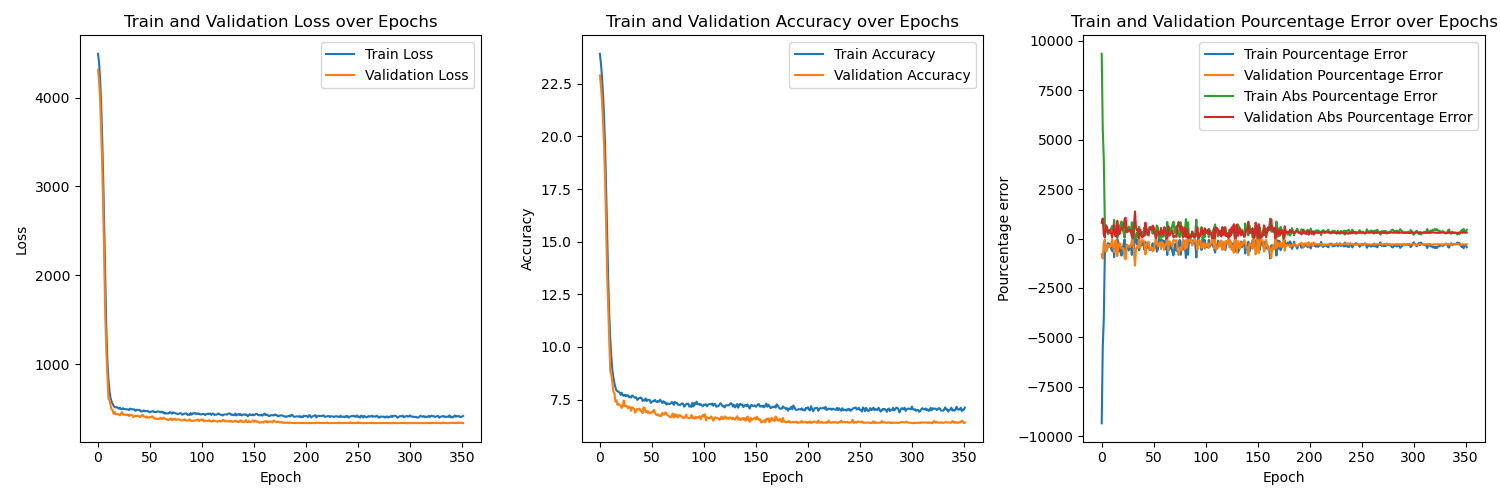 Train and Validation Loss over Epochs
Train Loss
Validation Loss
Loss
4000
3000
2000
1000
0 50 100 150 200 250 300 350
Epoch
Train and Validation Accuracy over Epochs
Train Accuracy
Validation Accuracy
Accuracy
22.5
20.0
17.5
15.0
12.5
10.0
7.5
0 50 100 150 200 250 300 350
Epoch
Train and Validation Pourcentage Error over Epochs
Train Pourcentage Error
Validation Pourcentage Error
Train Abs Pourcentage Error
Validation Abs Pourcentage Error
Pourcentage error
10000
7500
5000
2500
0
−2500
−5000
−7500
−10000
0 50 100 150 200 250 300 350
Epoch